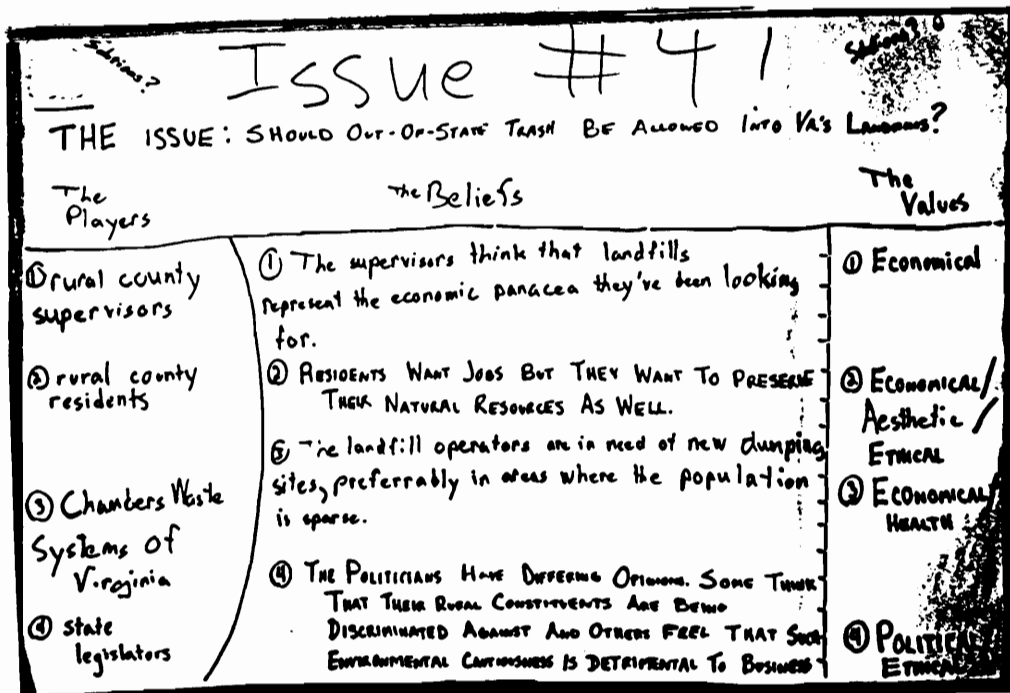 Issue #4!
THE ISSUE: SHOULD OUT-OF-STATE TRASH BE ALLOWED INTO VA'S LANDFILLS?
The
Players
The Beliefs
The
Values
① rural county
supervisors
① The supervisors think that landfills
represent the economic panacea they've been looking
for.
① Economical
② rural county
residents
② RESIDENTS WANT JOBS BUT THEY WANT TO PRESERVE
THEIR NATURAL RESOURCES AS WELL.
② ECONOMICAL/
Aesthetic/
ETHICAL
③ Chambers Waste
Systems of
Virginia
③ The landfill operators are in need of new dumping
sites, preferrably in areas where the population
is sparse.
③ ECONOMICAL/
HEALTH
④ state
legislators
④ THE POLITICIANS HAVE DIFFERING OPINIONS. SOME THINK
THAT THEIR RURAL CONSTITUENTS ARE BEING
DISCRIMINATED AGAINST AND OTHERS FEEL THAT SUCH
ENVIRONMENTAL CAUTIOUSNESS IS DETRIMENTAL TO BUSINESS
④ POLITICAL
ETHICAL